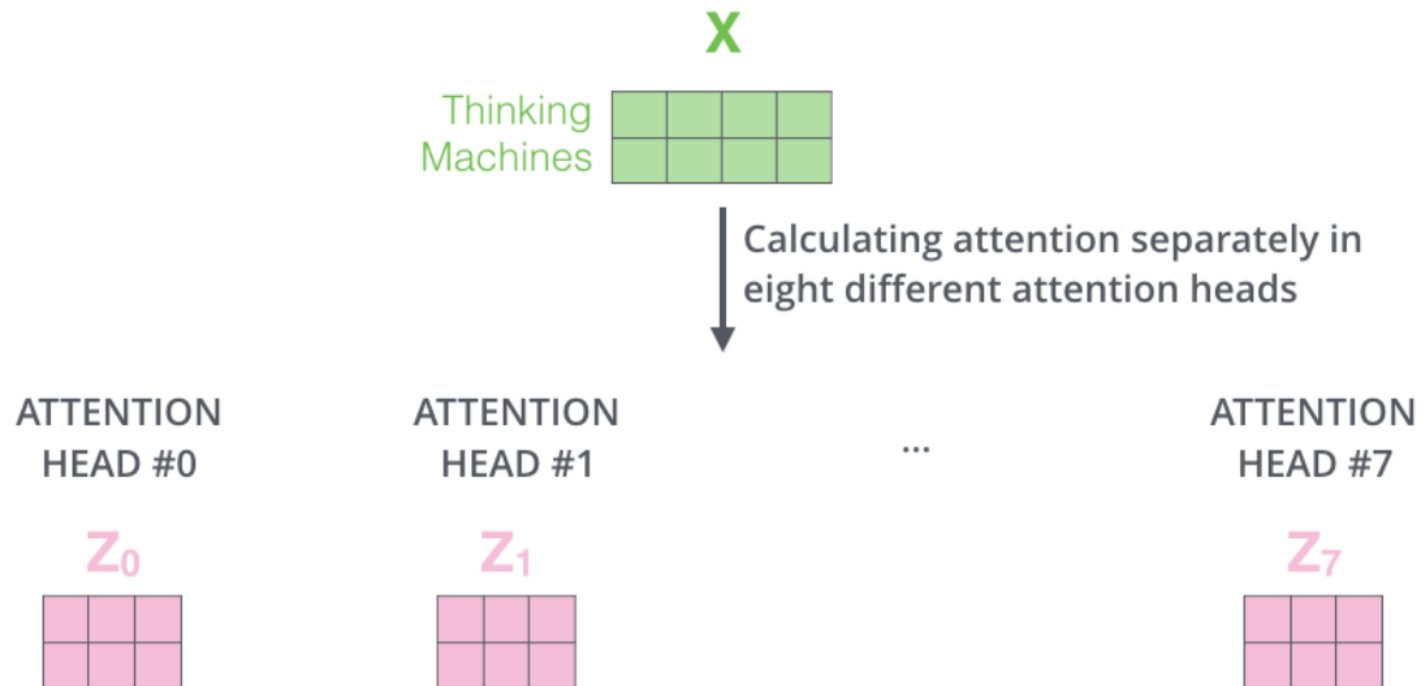 X
Thinking
Machines
Calculating attention separately in
eight different attention heads
ATTENTION
HEAD #0
ATTENTION
HEAD #1
...
ATTENTION
HEAD #7
Z₀
Z₁
Z₇